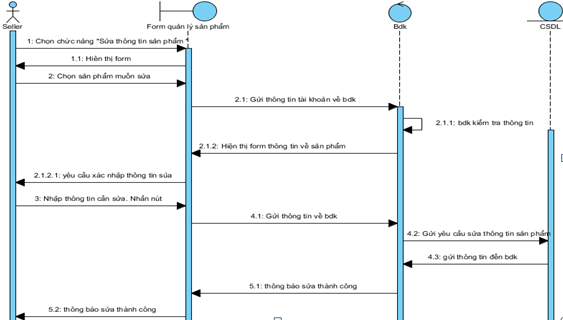 Seller
Form quản lý sản phẩm
Bdk
CSDL
1: Chọn chức năng "Sửa thông tin sản phẩm"
1.1: Hiển thị form
2: Chọn sản phẩm muốn sửa
2.1: Gửi thông tin tài khoản về bdk
2.1.1: bdk kiểm tra thông tin
2.1.2: Hiện thị form thông tin về sản phẩm
2.1.2.1: yêu cầu xác nhập thông tin sửa
3: Nhập thông tin cần sửa. Nhấn nút
4.1: Gửi thông tin về bdk
4.2: Gửi yêu cầu sửa thông tin sản phẩm
4.3: gửi thông tin đến bdk
5.1: thông báo sửa thành công
5.2: thông báo sửa thành công